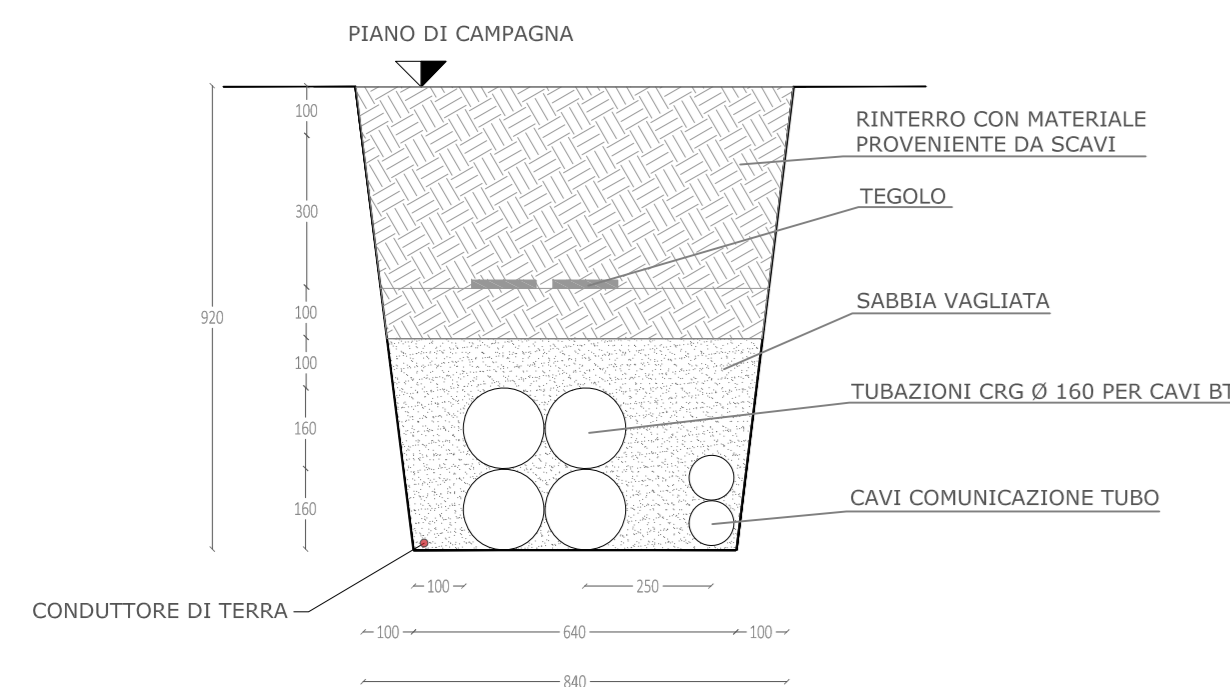 PIANO DI CAMPAGNA
RINTERRO CON MATERIALE
PROVENIENTE DA SCAVI
TEGOLO
SABBIA VAGLIATA
TUBAZIONI CRG Ø 160 PER CAVI BT
CAVI COMUNICAZIONE TUBO
CONDUTTORE DI TERRA
920
100
300
100
100
160
160
100
250
100
640
100
840